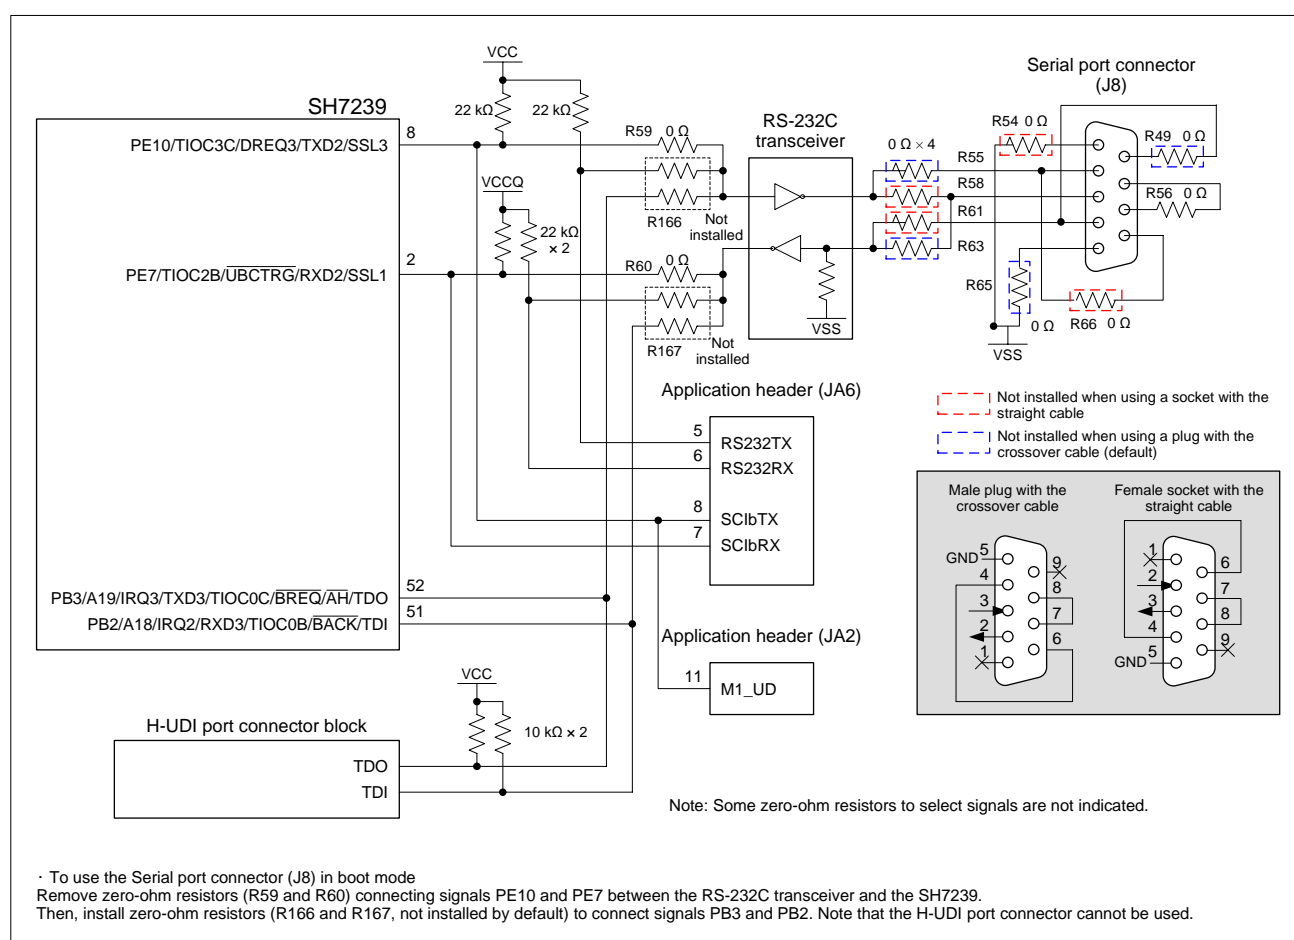 VCC
SH7239
22 kΩ
22 kΩ
8
PE10/TIOC3C/DREQ3/TXD2/SSL3
VCCQ
22 kΩ
× 2
2
PE7/TIOC2B/UBCTRG/RXD2/SSL1
R59 0 Ω
R166
Not
installed
R60 0 Ω
R167
Not
installed
RS-232C
transceiver
VSS
0 Ω × 4
R55
R58
R61
R63
Serial port connector
(J8)
R54 0 Ω
R49 0 Ω
R56 0 Ω
R65
0 Ω
R66 0 Ω
VSS
Not installed when using a socket with the
straight cable
Not installed when using a plug with the
crossover cable (default)
Application header (JA6)
5
RS232TX
6
RS232RX
8
SCIbTX
7
SCIbRX
Male plug with the
crossover cable
GND 5
4
3
2
1
9
8
7
6
Female socket with the
straight cable
1
2
3
4
GND 5
6
7
8
9
52
PB3/A19/IRQ3/TXD3/TIOC0C/BREQ/AH/TDO
51
PB2/A18/IRQ2/RXD3/TIOC0B/BACK/TDI
Application header (JA2)
11
M1_UD
VCC
10 kΩ × 2
H-UDI port connector block
TDO
TDI
Note: Some zero-ohm resistors to select signals are not indicated.
· To use the Serial port connector (J8) in boot mode
Remove zero-ohm resistors (R59 and R60) connecting signals PE10 and PE7 between the RS-232C transceiver and the SH7239.
Then, install zero-ohm resistors (R166 and R167, not installed by default) to connect signals PB3 and PB2. Note that the H-UDI port connector cannot be used.